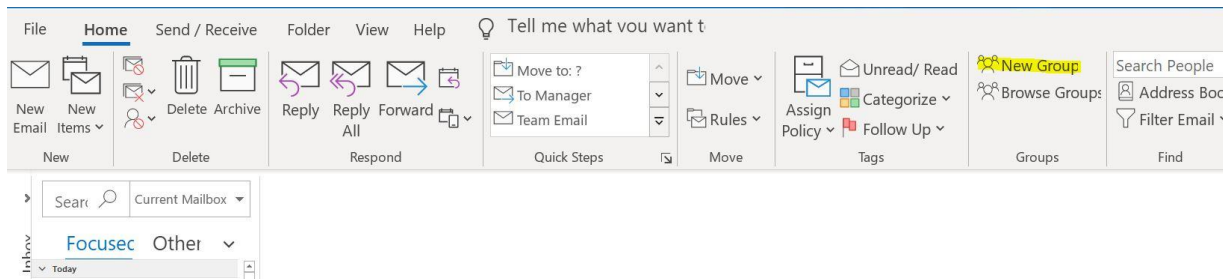 File Home Send / Receive Folder View Help Tell me what you want t
New Email
New Items
Delete
Archive
Reply
Reply All
Forward
Move to: ?
To Manager
Team Email
Move
Rules
Assign Policy
Unread/ Read
Categorize
Follow Up
New Group
Browse Groups
Search People
Address Boo
Filter Email
New Delete Respond Quick Steps Move Tags Groups Find
Searc Current Mailbox
Focusec Other
Inbox
Today